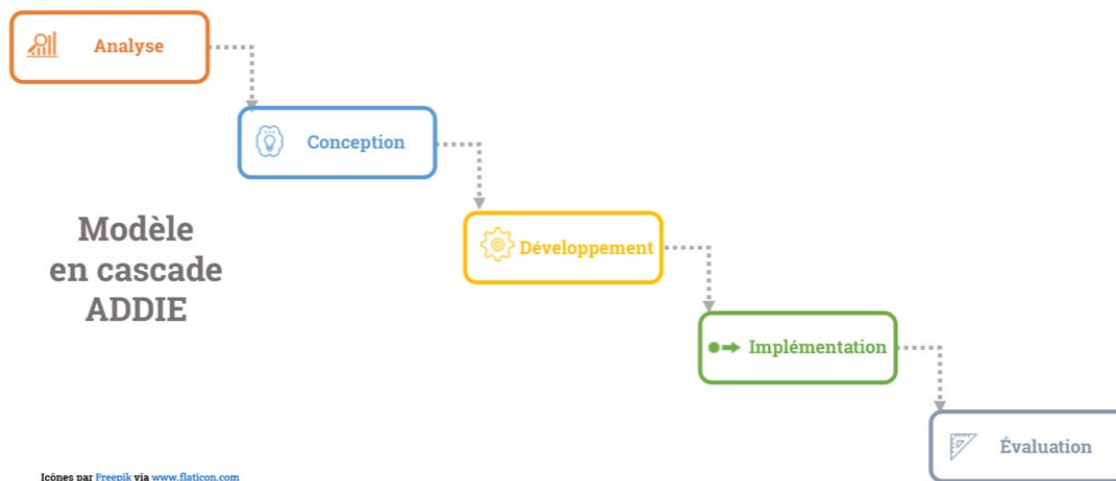 Analyse
Conception
Modèle
en cascade
ADDIE
Développement
Implémentation
Évaluation
Icônes par Freepik via www.flaticon.com